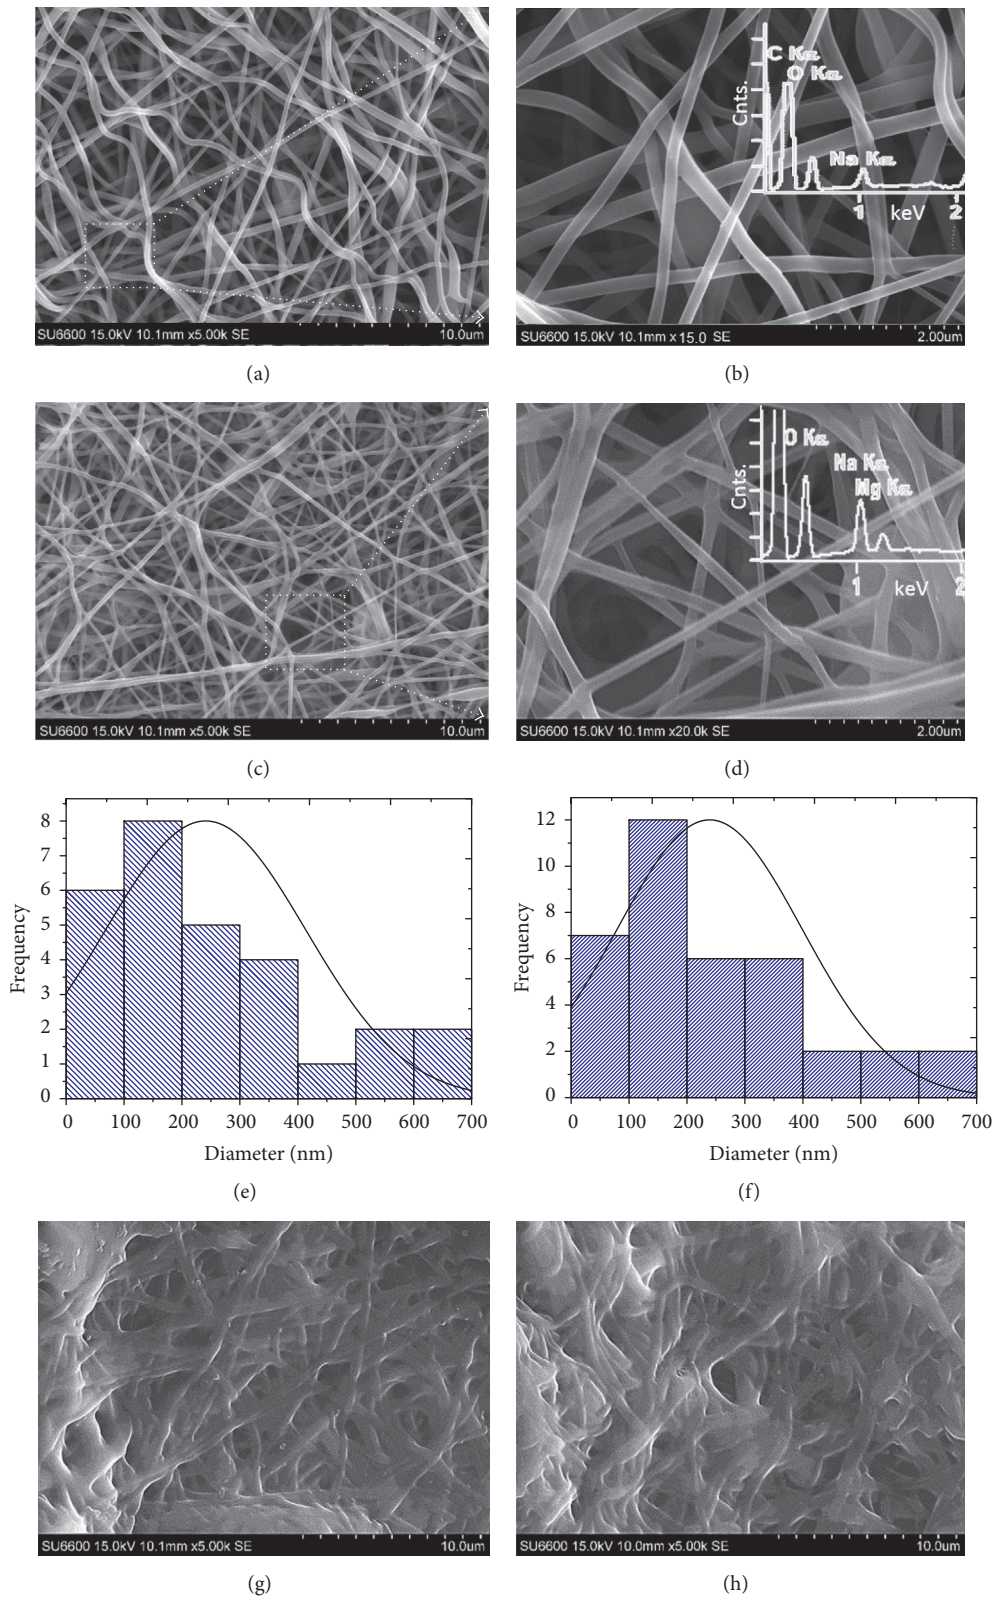 C Kα
O Kα
Cnts.
Na Kα
1 keV 2
SU6600 15.0kV 10.1mm x5.00k SE 10.0um
SU6600 15.0kV 10.1mm x15.0 SE 2.00um
(a) (b)
O Kα
Na Kα
Mg Kα
Cnts.
1 keV 2
SU6600 15.0kV 10.1mm x5.00k SE 10.0um
SU6600 15.0kV 10.1mm x20.0k SE 2.00um
(c) (d)
8
7
6
5
4
3
2
1
0
Frequency
0 100 200 300 400 500 600 700
Diameter (nm)
(e)
12
10
8
6
4
2
0
Frequency
0 100 200 300 400 500 600 700
Diameter (nm)
(f)
SU6600 15.0kV 10.1mm x5.00k SE 10.0um
SU6600 15.0kV 10.0mm x5.00k SE 10.0um
(g) (h)